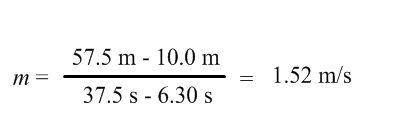 m = 57.5 m - 10.0 m / 37.5 s - 6.30 s = 1.52 m/s